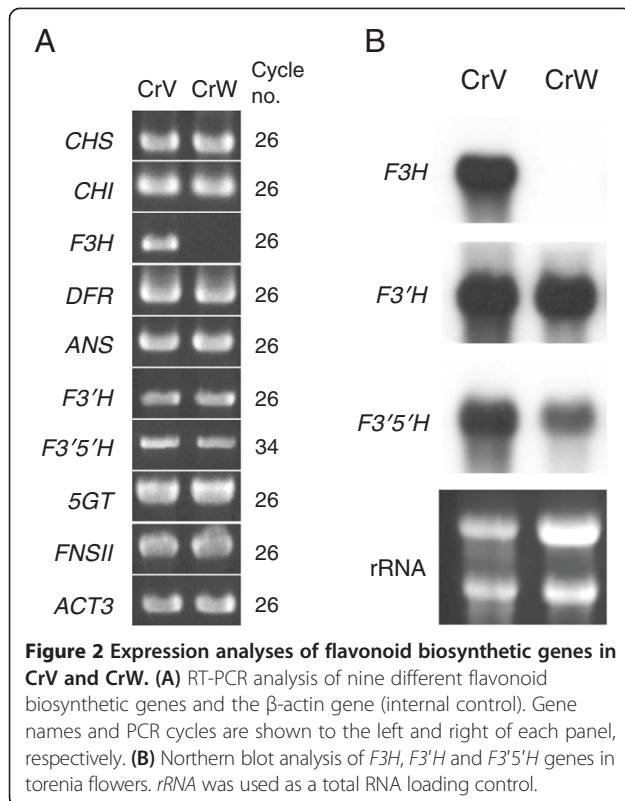 A
CrV CrW Cycle no.
CHS 26
CHI 26
F3H 26
DFR 26
ANS 26
F3'H 26
F3'5'H 34
5GT 26
FNSII 26
ACT3 26
B
CrV CrW
F3H
F3'H
F3'5'H
rRNA
Figure 2 Expression analyses of flavonoid biosynthetic genes in
CrV and CrW. (A) RT-PCR analysis of nine different flavonoid
biosynthetic genes and the β-actin gene (internal control). Gene
names and PCR cycles are shown to the left and right of each panel,
respectively. (B) Northern blot analysis of F3H, F3'H and F3'5'H genes in
torenia flowers. rRNA was used as a total RNA loading control.